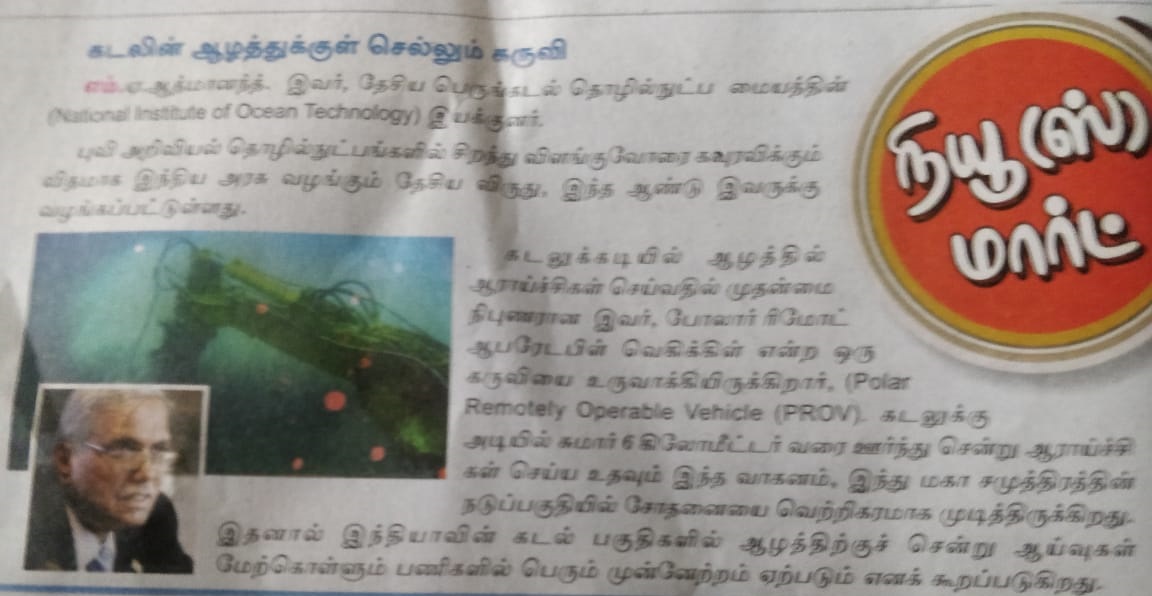 கடலின் ஆழத்துக்குள் செல்லும் கருவி
எம்.ஏ.ஆத்மானந்த். இவர், தேசிய பெருங்கடல் தொழில்நுட்ப மையத்தின்
(National Institute of Ocean Technology) இயக்குனர்.
புவி அறிவியல் தொழில்நுட்பங்களில் சிறந்து விளங்குவோரை கவுரவிக்கும்
விதமாக இந்திய அரசு வழங்கும் தேசிய விருது, இந்த ஆண்டு இவருக்கு
வழங்கப்பட்டுள்ளது.
நியூ(ஸ்)
மார்ட்
கடலுக்கடியில் ஆழத்தில்
ஆராய்ச்சிகள் செய்வதில் முதன்மை
நிபுணரான இவர், போலார் ரிமோட்
ஆபரேடபிள் வெகிக்கிள் என்ற ஒரு
கருவியை உருவாக்கியிருக்கிறார், (Polar
Remotely Operable Vehicle (PROV). கடலுக்கு
அடியில் சுமார் 6 கிலோமீட்டர் வரை ஊர்ந்து சென்று ஆராய்ச்சி
கள் செய்ய உதவும் இந்த வாகனம், இந்து மகா சமுத்திரத்தின்
நடுப்பகுதியில் சோதனையை வெற்றிகரமாக முடித்திருக்கிறது.
இதனால் இந்தியாவின் கடல் பகுதிகளில் ஆழத்திற்குச் சென்று ஆய்வுகள்
மேற்கொள்ளும் பணிகளில் பெரும் முன்னேற்றம் ஏற்படும் எனக் கூறப்படுகிறது.